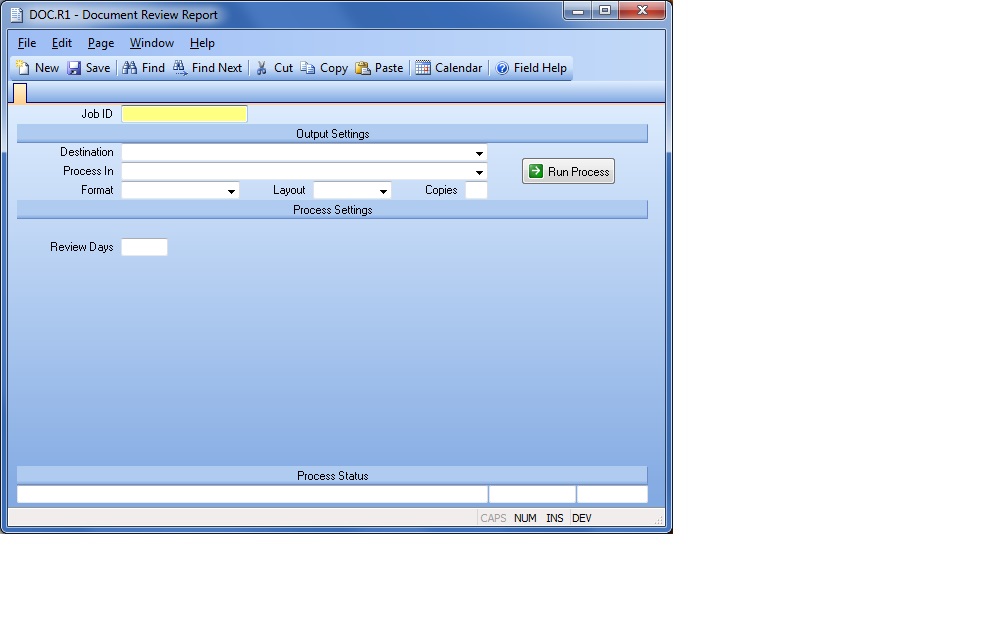 DOC.R1 - Document Review Report
File Edit Page Window Help
New Save Find Find Next Cut Copy Paste Calendar Field Help
Job ID
Output Settings
Destination
Process In
Run Process
Format Layout Copies
Process Settings
Review Days
Process Status
CAPS NUM INS DEV